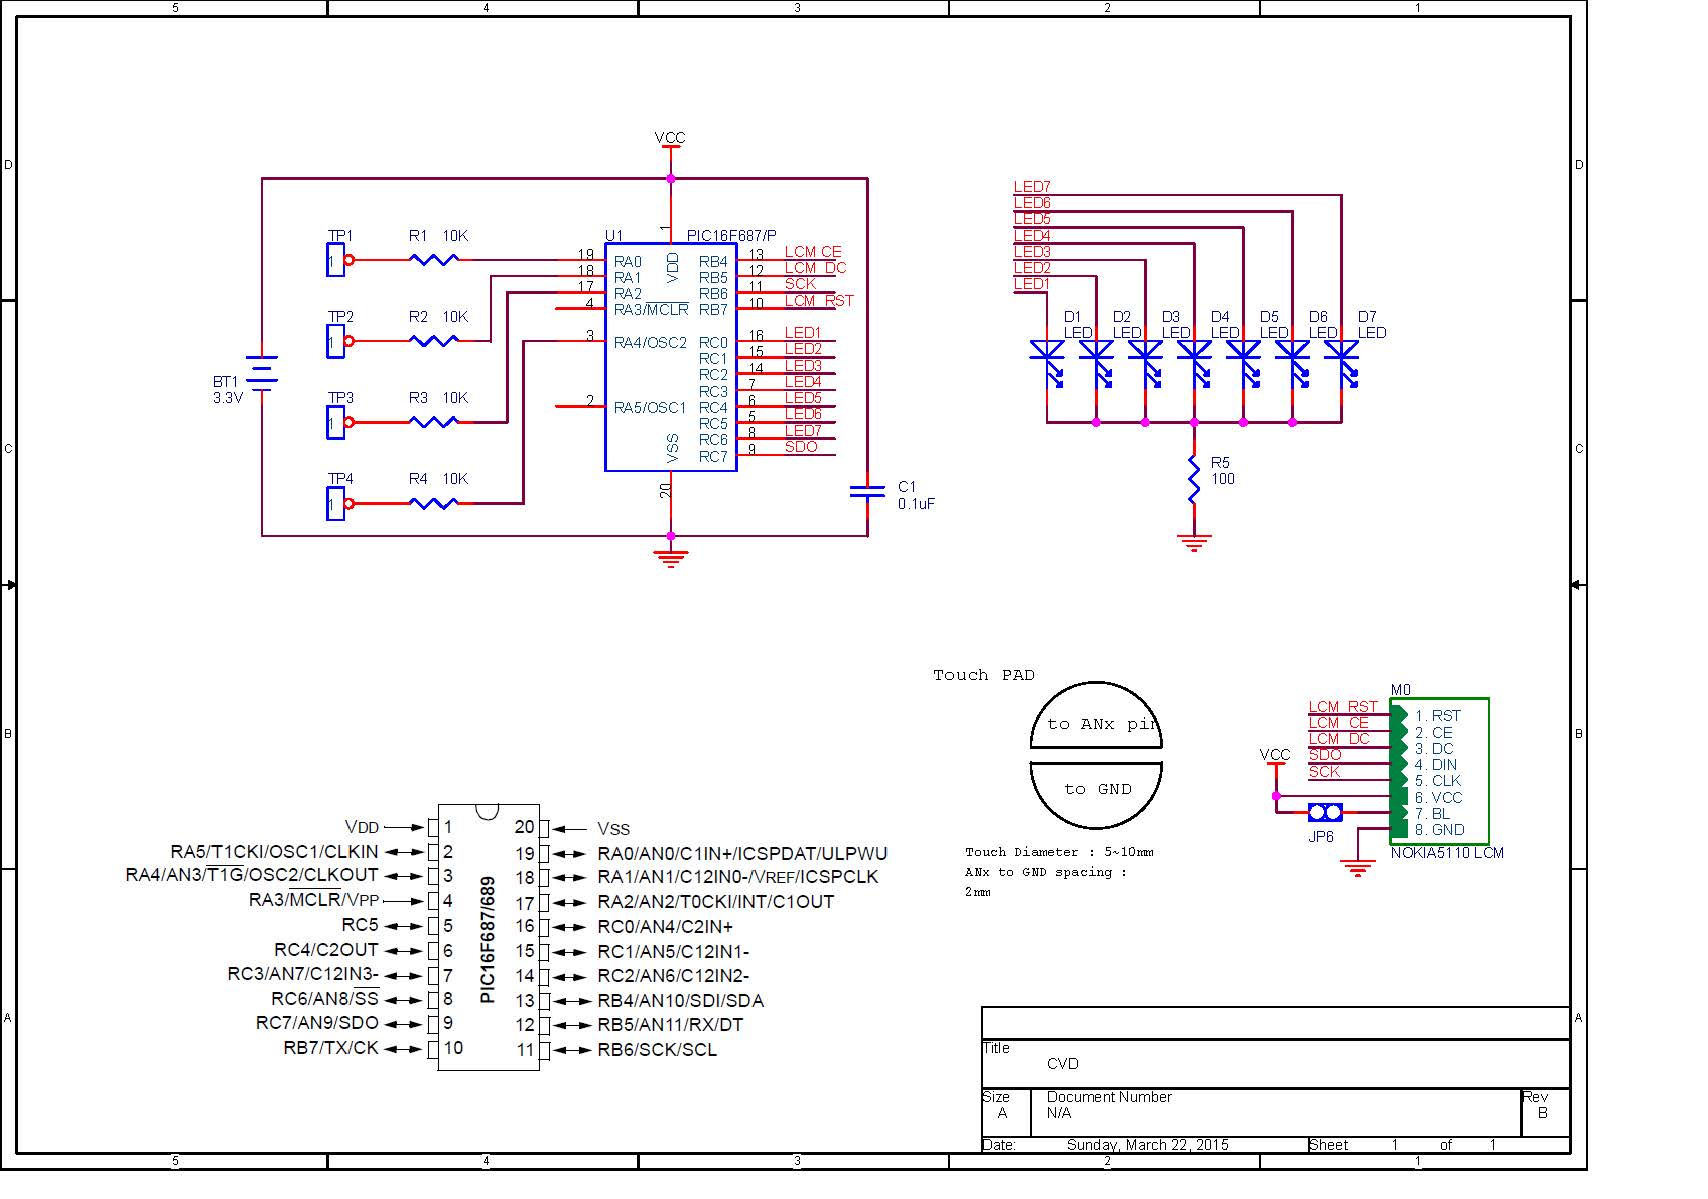 5 4 3 2 1
D D
C C
B B
A A
VCC
BT1
3.3V
TP1
1
R1 10K
TP2
1
R2 10K
TP3
1
R3 10K
TP4
1
R4 10K
U1 PIC16F687/P
1
VDD
19 RA0
18 RA1
17 RA2
4 RA3/MCLR
3 RA4/OSC2
2 RA5/OSC1
VSS
20
RB4 13 LCM CE
RB5 12 LCM DC
RB6 11 SCK
RB7 10 LCM RST
RC0 16 LED1
RC1 15 LED2
RC2 14 LED3
RC3 7 LED4
RC4 6 LED5
RC5 5 LED6
RC6 8 LED7
RC7 9 SDO
C1
0.1uF
LED7
LED6
LED5
LED4
LED3
LED2
LED1
D1 D2 D3 D4 D5 D6 D7
LED LED LED LED LED LED LED
R5
100
Touch PAD
to ANx pin
to GND
Touch Diameter : 5~10mm
ANx to GND spacing :
2mm
M0
LCM RST 1. RST
LCM CE 2. CE
LCM DC 3. DC
SDO 4. DIN
SCK 5. CLK
VCC
6. VCC
7. BL
8. GND
JP6
NOKIA5110 LCM
PIC16F687/689
VDD 1 20 VSS
RA5/T1CKI/OSC1/CLKIN 2 19 RA0/AN0/C1IN+/ICSPDAT/ULPWU
RA4/AN3/T1G/OSC2/CLKOUT 3 18 RA1/AN1/C12IN0-/VREF/ICSPCLK
RA3/MCLR/VPP 4 17 RA2/AN2/T0CKI/INT/C1OUT
RC5 5 16 RC0/AN4/C2IN+
RC4/C2OUT 6 15 RC1/AN5/C12IN1-
RC3/AN7/C12IN3- 7 14 RC2/AN6/C12IN2-
RC6/AN8/SS 8 13 RB4/AN10/SDI/SDA
RC7/AN9/SDO 9 12 RB5/AN11/RX/DT
RB7/TX/CK 10 11 RB6/SCK/SCL
Title
CVD
Size Document Number Rev
A N/A B
Date: Sunday, March 22, 2015 Sheet 1 of 1
5 4 3 2 1